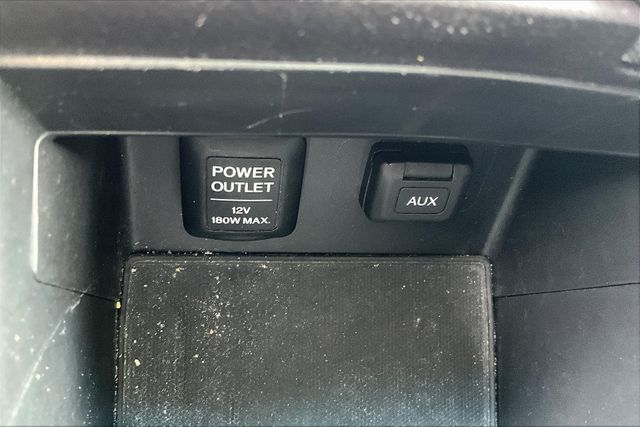 POWER
OUTLET
12V
180W MAX.
AUX